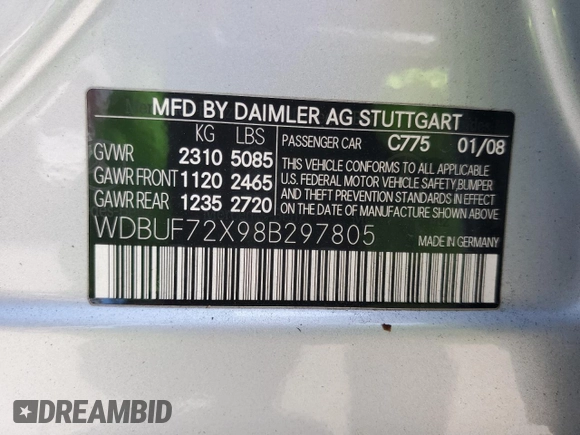 MFD BY DAIMLER AG STUTTGART
KG LBS PASSENGER CAR C775 01/08
GVWR 2310 5085
GAWR FRONT 1120 2465
GAWR REAR 1235 2720
THIS VEHICLE CONFORMS TO ALL APPLICABLE
U.S. FEDERAL MOTOR VEHICLE SAFETY, BUMPER
AND THEFT PREVENTION STANDARDS IN EFFECT
ON THE DATE OF MANUFACTURE SHOWN ABOVE.
WDBUF72X98B297805 MADE IN GERMANY
DREAMBID